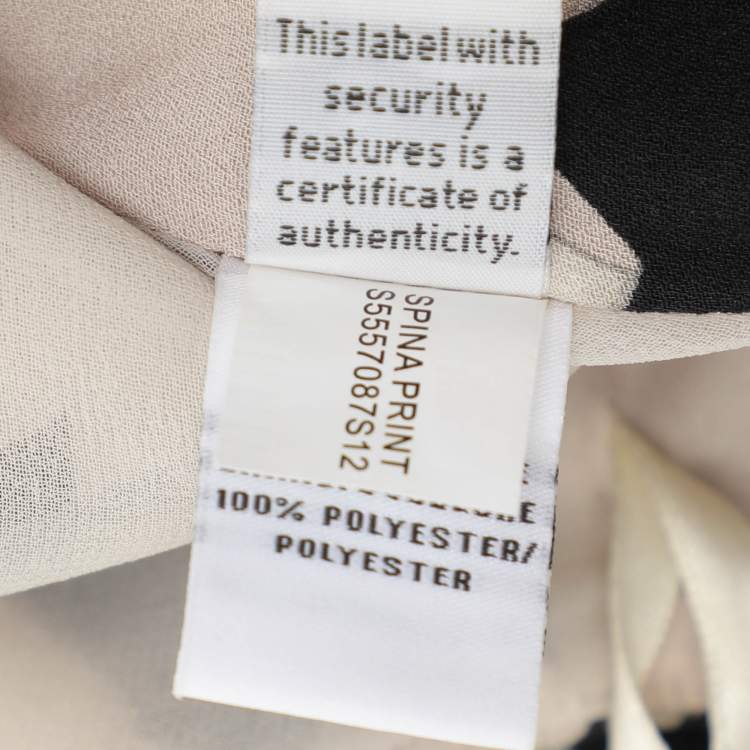 This label with
security
features is a
certificate of
authenticity.
SPINA PRINT
S5557087S12
100% POLYESTER/
POLYESTER